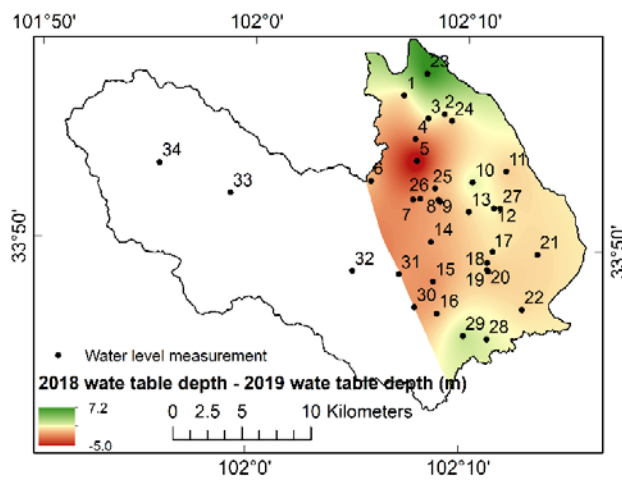 101°50' 102°0' 102°10'
23
1
3 2 24
4
5
6 25 10 11
34
33
26
7 8 9 13 27
12
33°50' 33°50'
14 17 21
18
32 31 15 19 20
30 16 22
29 28
Water level measurement
2018 wate table depth - 2019 wate table depth (m)
7.2
-5.0
0 2.5 5 10 Kilometers
102°0' 102°10'